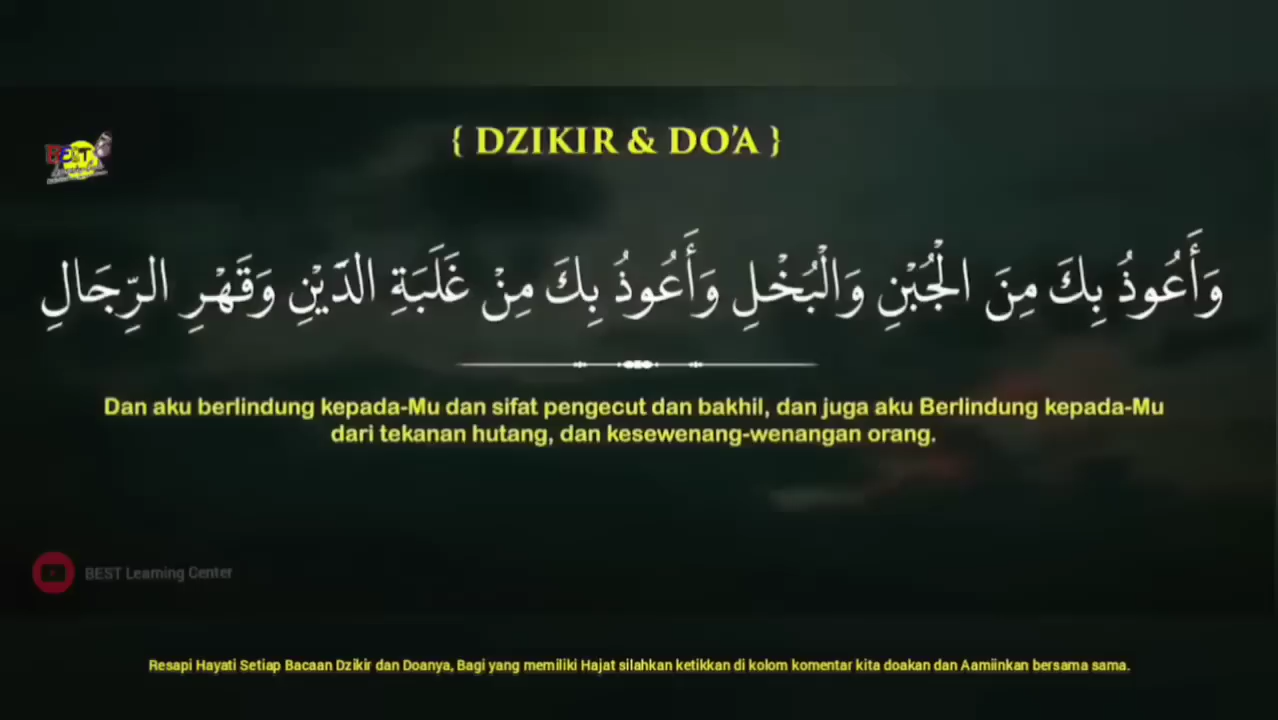 { DZIKIR & DO'A }
BEST
وَأَعُوذُ بِكَ مِنَ الْجُبْنِ وَالْبُخْلِ وَأَعُوذُ بِكَ مِنْ غَلَبَةِ الدَّيْنِ وَقَهْرِ الرِّجَالِ
Dan aku berlindung kepada-Mu dan sifat pengecut dan bakhil, dan juga aku Berlindung kepada-Mu
dari tekanan hutang, dan kesewenang-wenangan orang.
BEST Learning Center
Resapi Hayati Setiap Bacaan Dzikir dan Doanya, Bagi yang memiliki Hajat silahkan ketikkan di kolom komentar kita doakan dan Aamiinkan bersama sama.